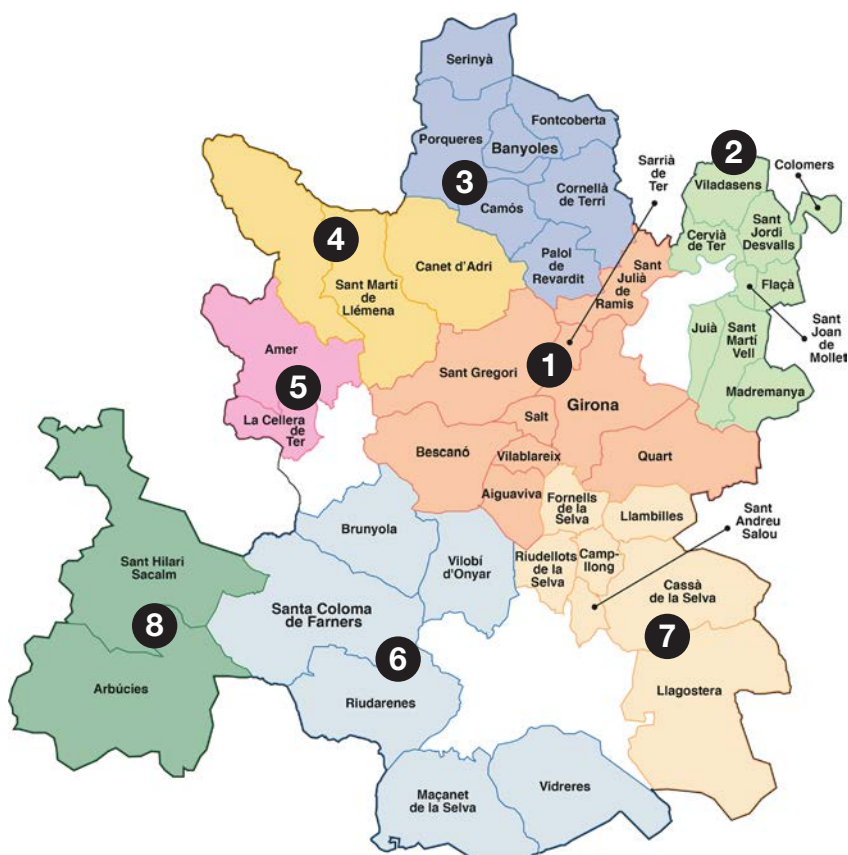 Serinyà
Fontcoberta
Porqueres
Banyoles
3
Camós
Cornellà
de Terri
Palol
de
Revardit
Sarrià
de
Ter
2
Colomers
Viladasens
Sant
Jordi
Desvalls
Cervià
de Ter
Flaçà
Sant
Joan
de
Mollet
Juià
Sant
Martí
Vell
Madremanya
4
Canet d'Adri
Sant Martí
de
Llémena
Sant
Julià
de
Ramis
Amer
5
La Cellera
de
Ter
1
Sant Gregori
Girona
Salt
Bescanó
Vilablareix
Quart
Aiguaviva
Fornells
de la
Selva
Llambilles
Sant
Andreu
Salou
Brunyola
Vilobí
d'Onyar
Riudellots
de la
Selva
Camp-
llong
Cassà
de la Selva
7
Llagostera
Sant Hilari
Sacalm
8
Arbúcies
Santa Coloma
de Farners
6
Riudarenes
Maçanet
de la Selva
Vidreres